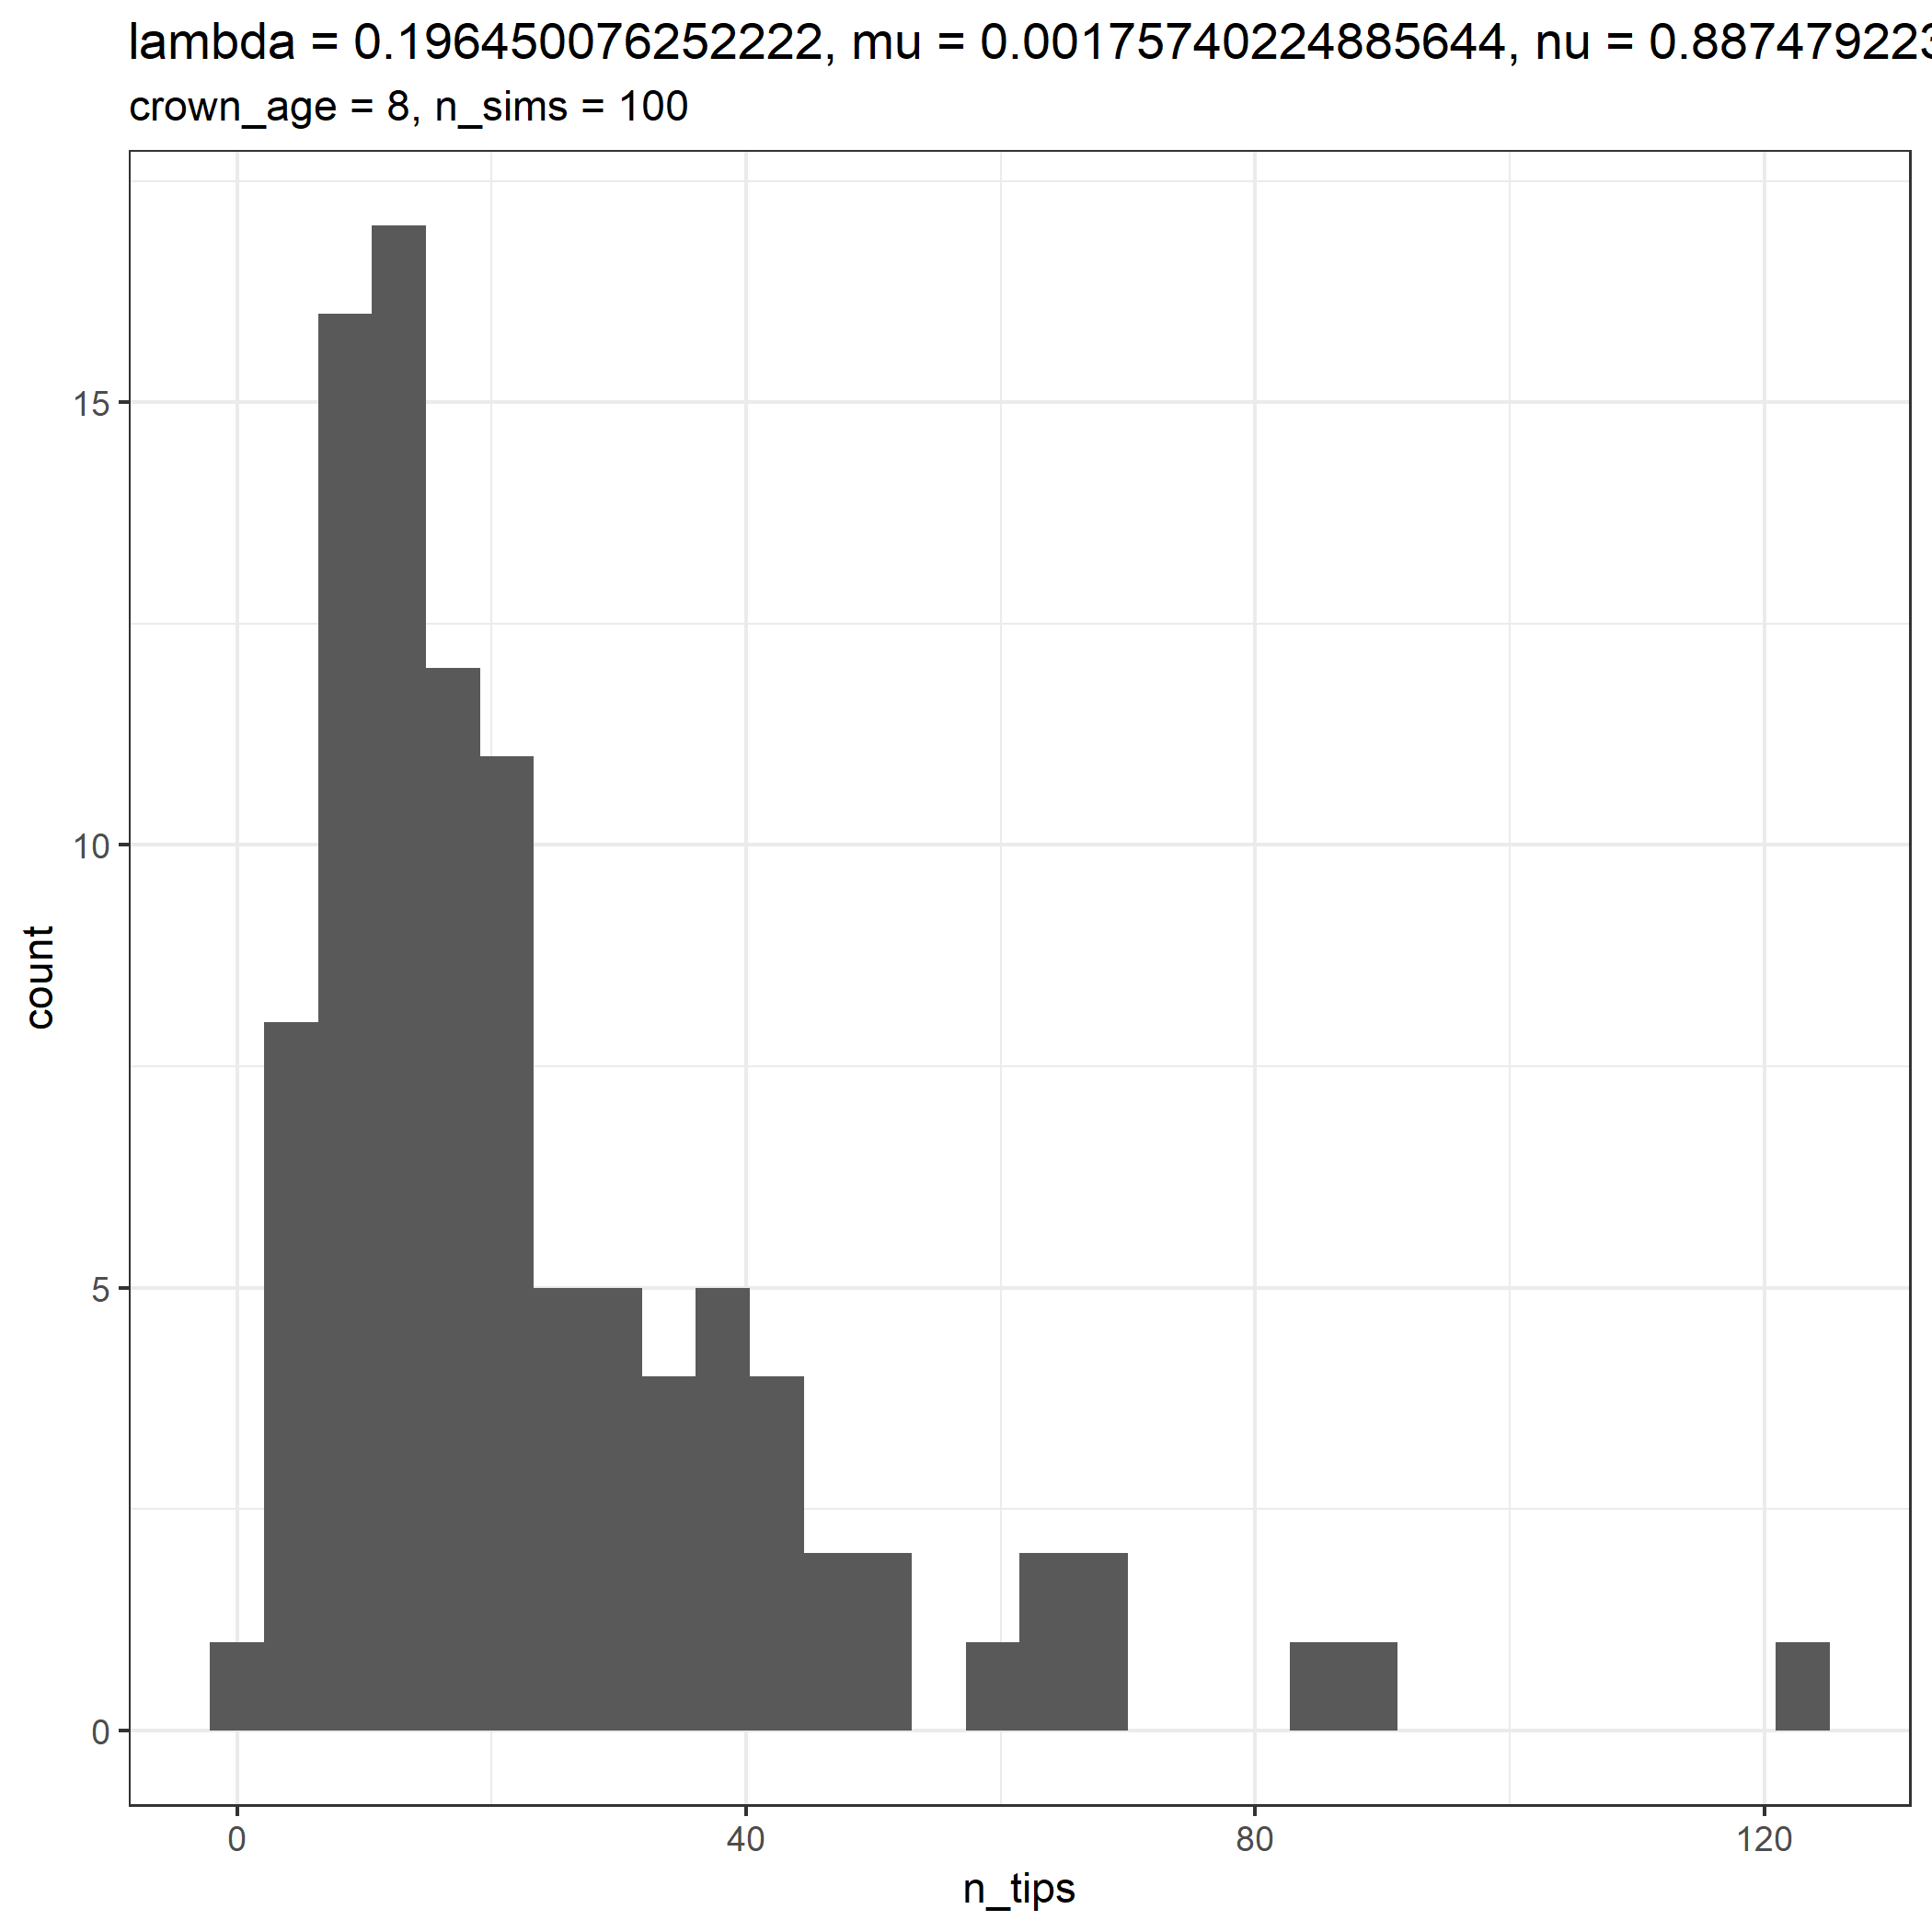 lambda = 0.196450076252222, mu = 0.00175740224885644, nu = 0.887479223
crown_age = 8, n_sims = 100
15
10
5
0
count
0 40 80 120
n_tips